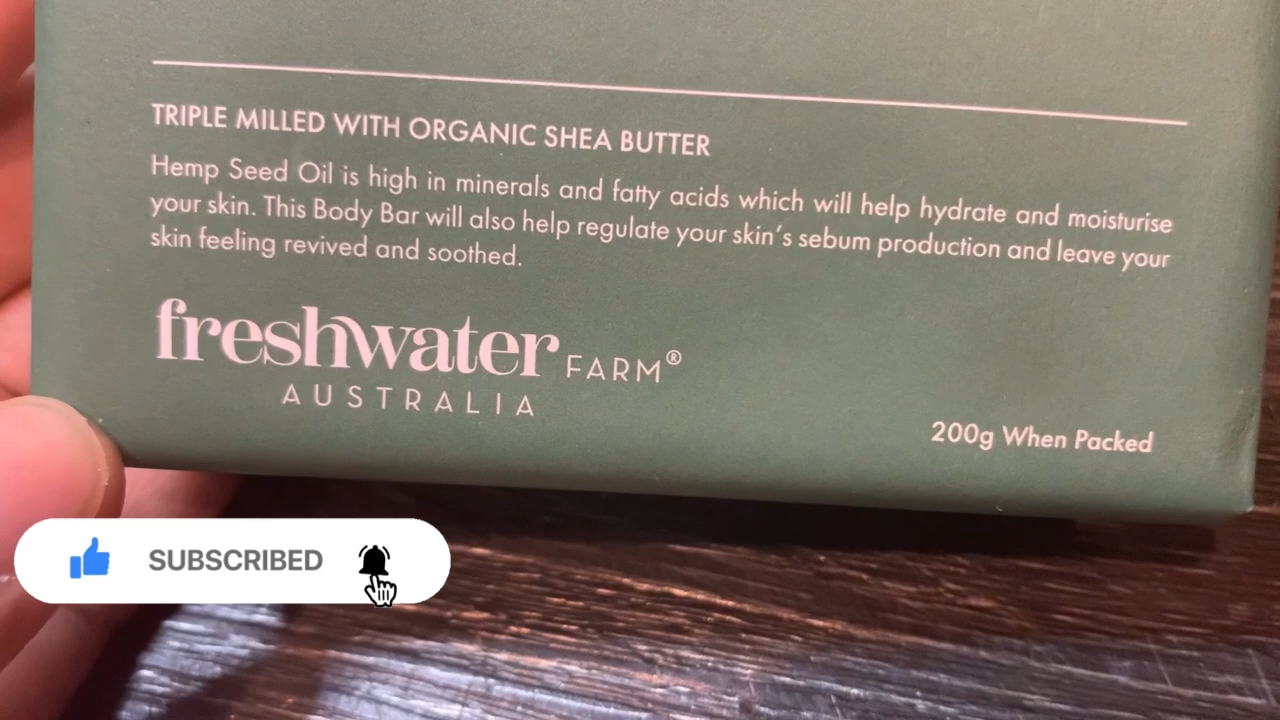 TRIPLE MILLED WITH ORGANIC SHEA BUTTER
Hemp Seed Oil is high in minerals and fatty acids which will help hydrate and moisturise
your skin. This Body Bar will also help regulate your skin's sebum production and leave your
skin feeling revived and soothed.
freshwater FARM®
AUSTRALIA
200g When Packed
SUBSCRIBED